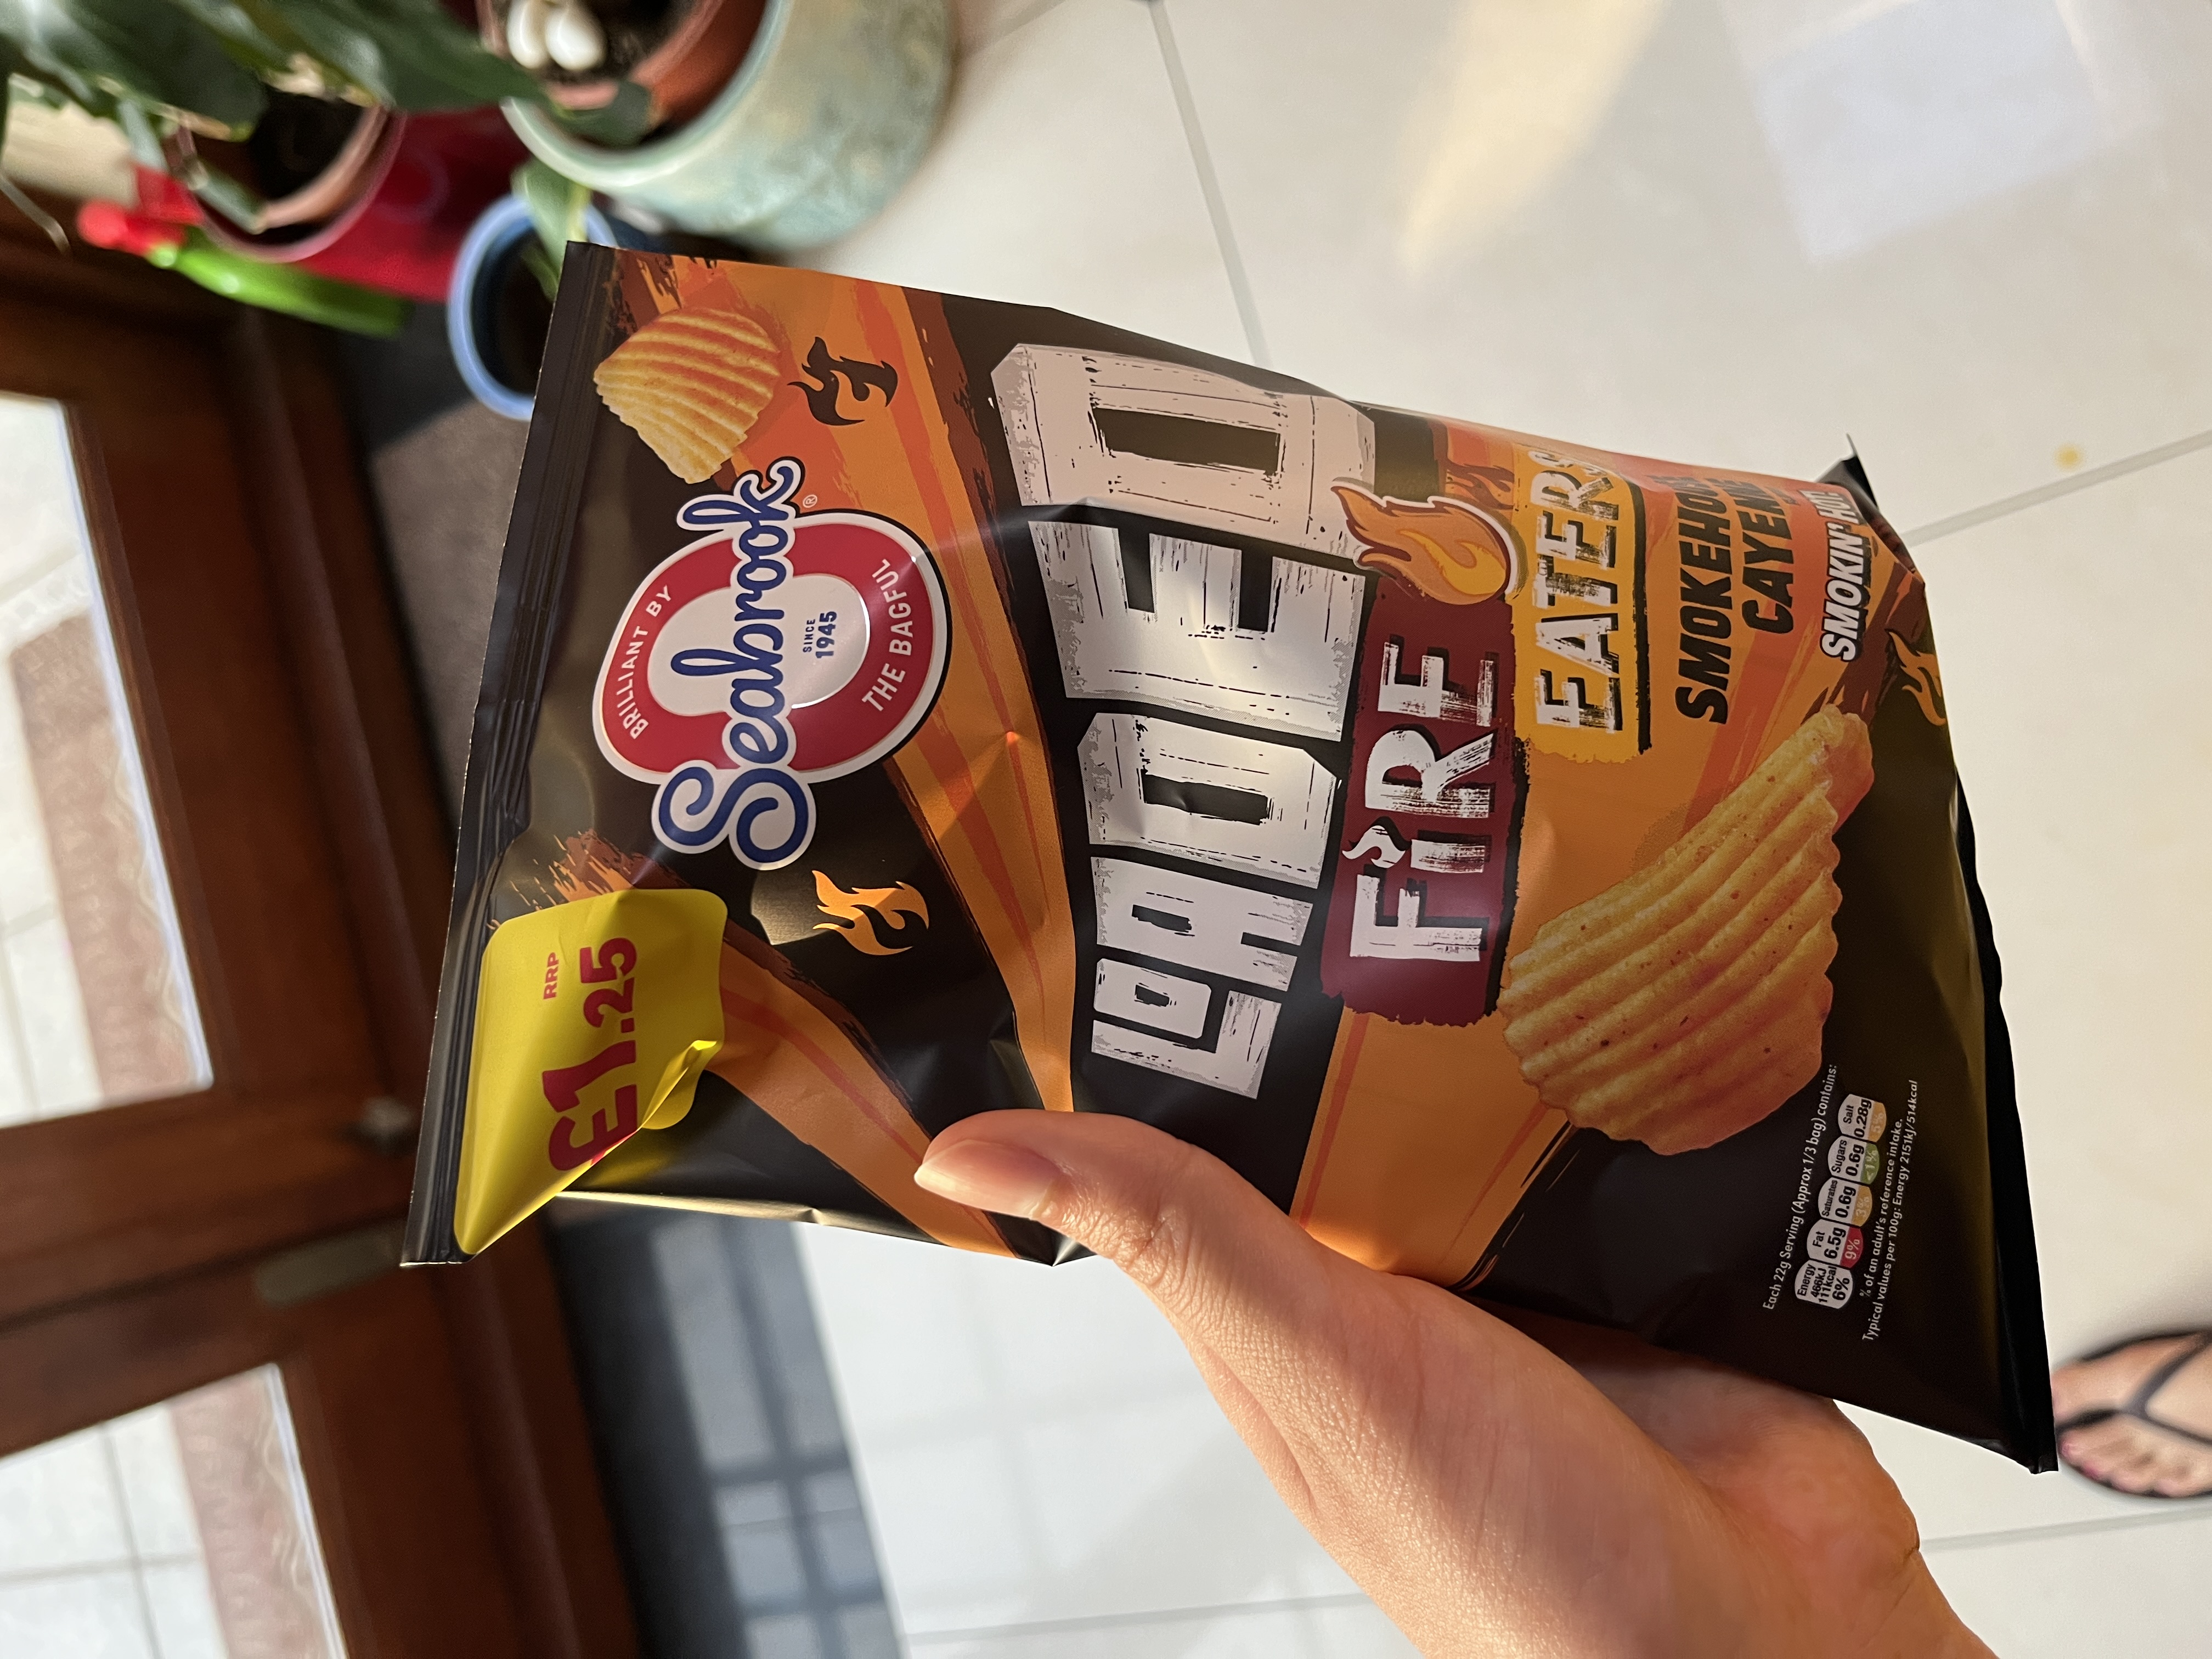 RRP
£1.25
BRILLIANT BY
Seabrook
®
SINCE
1945
THE BAGFUL
LOADED
FIRE
EATERS
SMOKEHOUSE
CAYENNE
SMOKIN' HOT!
Each 22g Serving (Approx 1/3 bag) contains:
Energy 466kJ 111kcal 6%
Fat 6.5g 9%
Saturates 0.6g 3%
Sugars 0.6g <1%
Salt 0.28g 5%
% of an adult's reference intake.
Typical values per 100g: Energy 2151kJ/514kcal